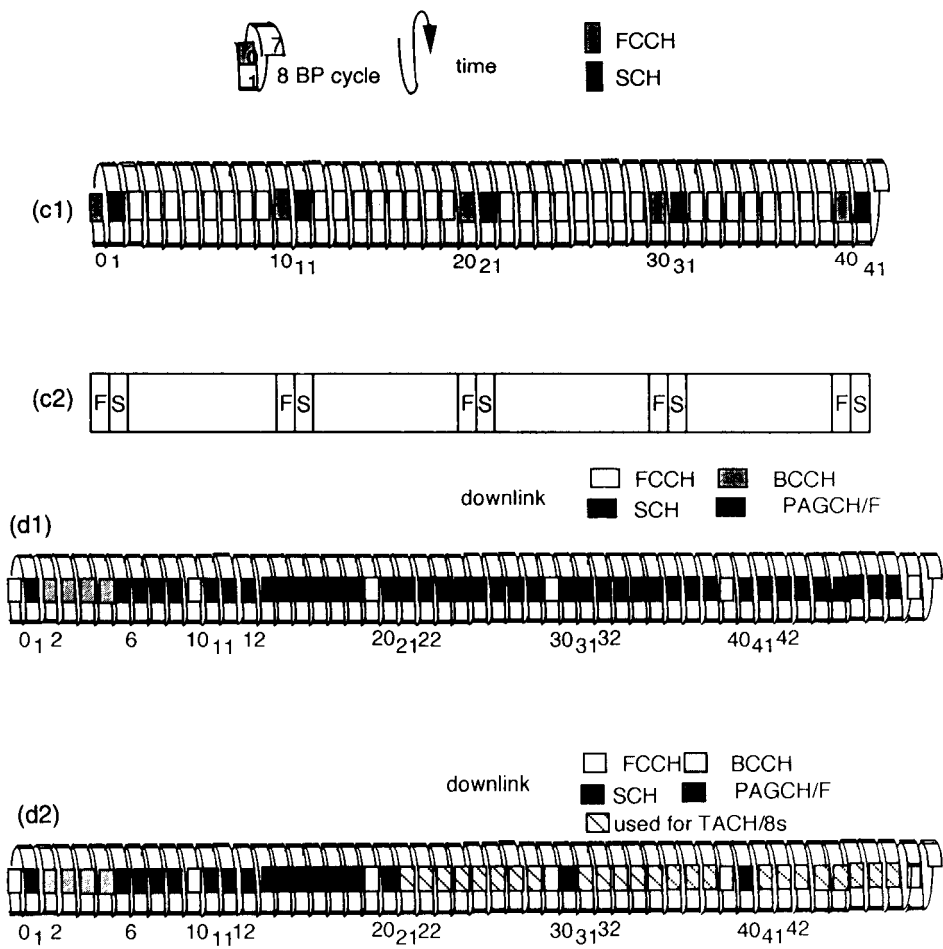 7
0
1
8 BP cycle
time
FCCH
SCH
(c1)
0 1 10 11 20 21 30 31 40 41
(c2)
F S F S F S F S F S
downlink
FCCH BCCH
SCH PAGCH/F
(d1)
0 1 2 6 10 11 12 20 21 22 30 31 32 40 41 42
downlink
FCCH BCCH
SCH PAGCH/F
used for TACH/8s
(d2)
0 1 2 6 10 11 12 20 21 22 30 31 32 40 41 42